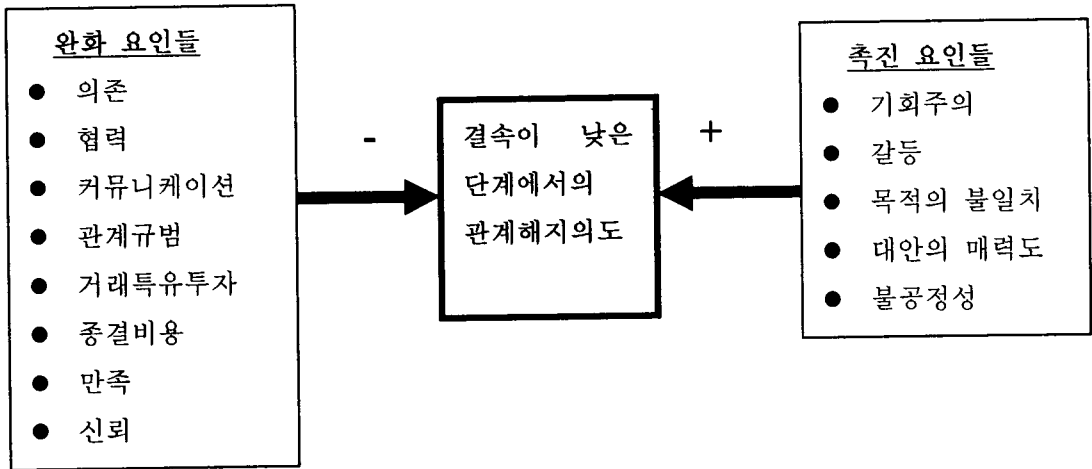 완화 요인들
● 의존
● 협력
● 커뮤니케이션
● 관계규범
● 거래특유투자
● 종결비용
● 만족
● 신뢰
-
결속이 낮은
단계에서의
관계해지의도
+
촉진 요인들
● 기회주의
● 갈등
● 목적의 불일치
● 대안의 매력도
● 불공정성